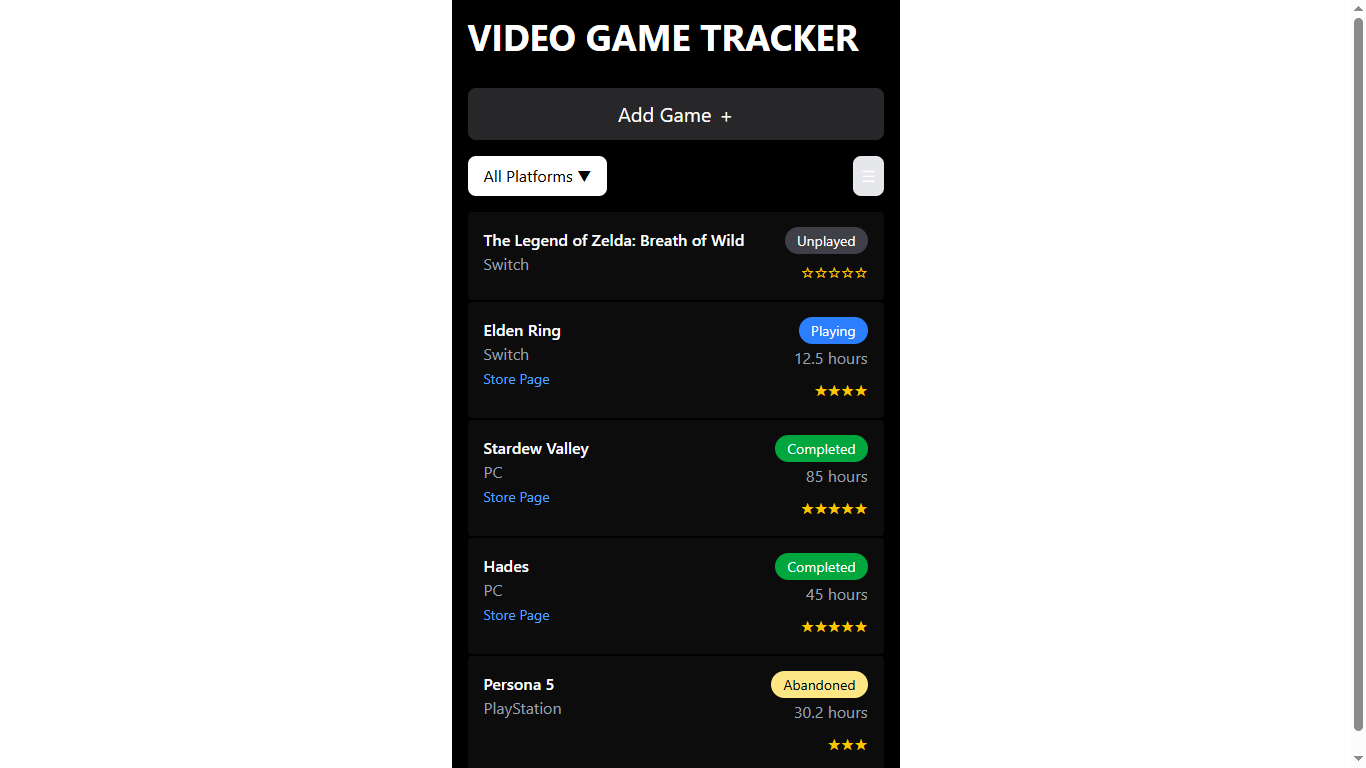 VIDEO GAME TRACKER
Add Game +
All Platforms ▼
☰
The Legend of Zelda: Breath of Wild
Unplayed
Switch
☆☆☆☆☆
Elden Ring
Playing
Switch
12.5 hours
Store Page
★★★★
Stardew Valley
Completed
PC
85 hours
Store Page
★★★★★
Hades
Completed
PC
45 hours
Store Page
★★★★★
Persona 5
Abandoned
PlayStation
30.2 hours
★★★